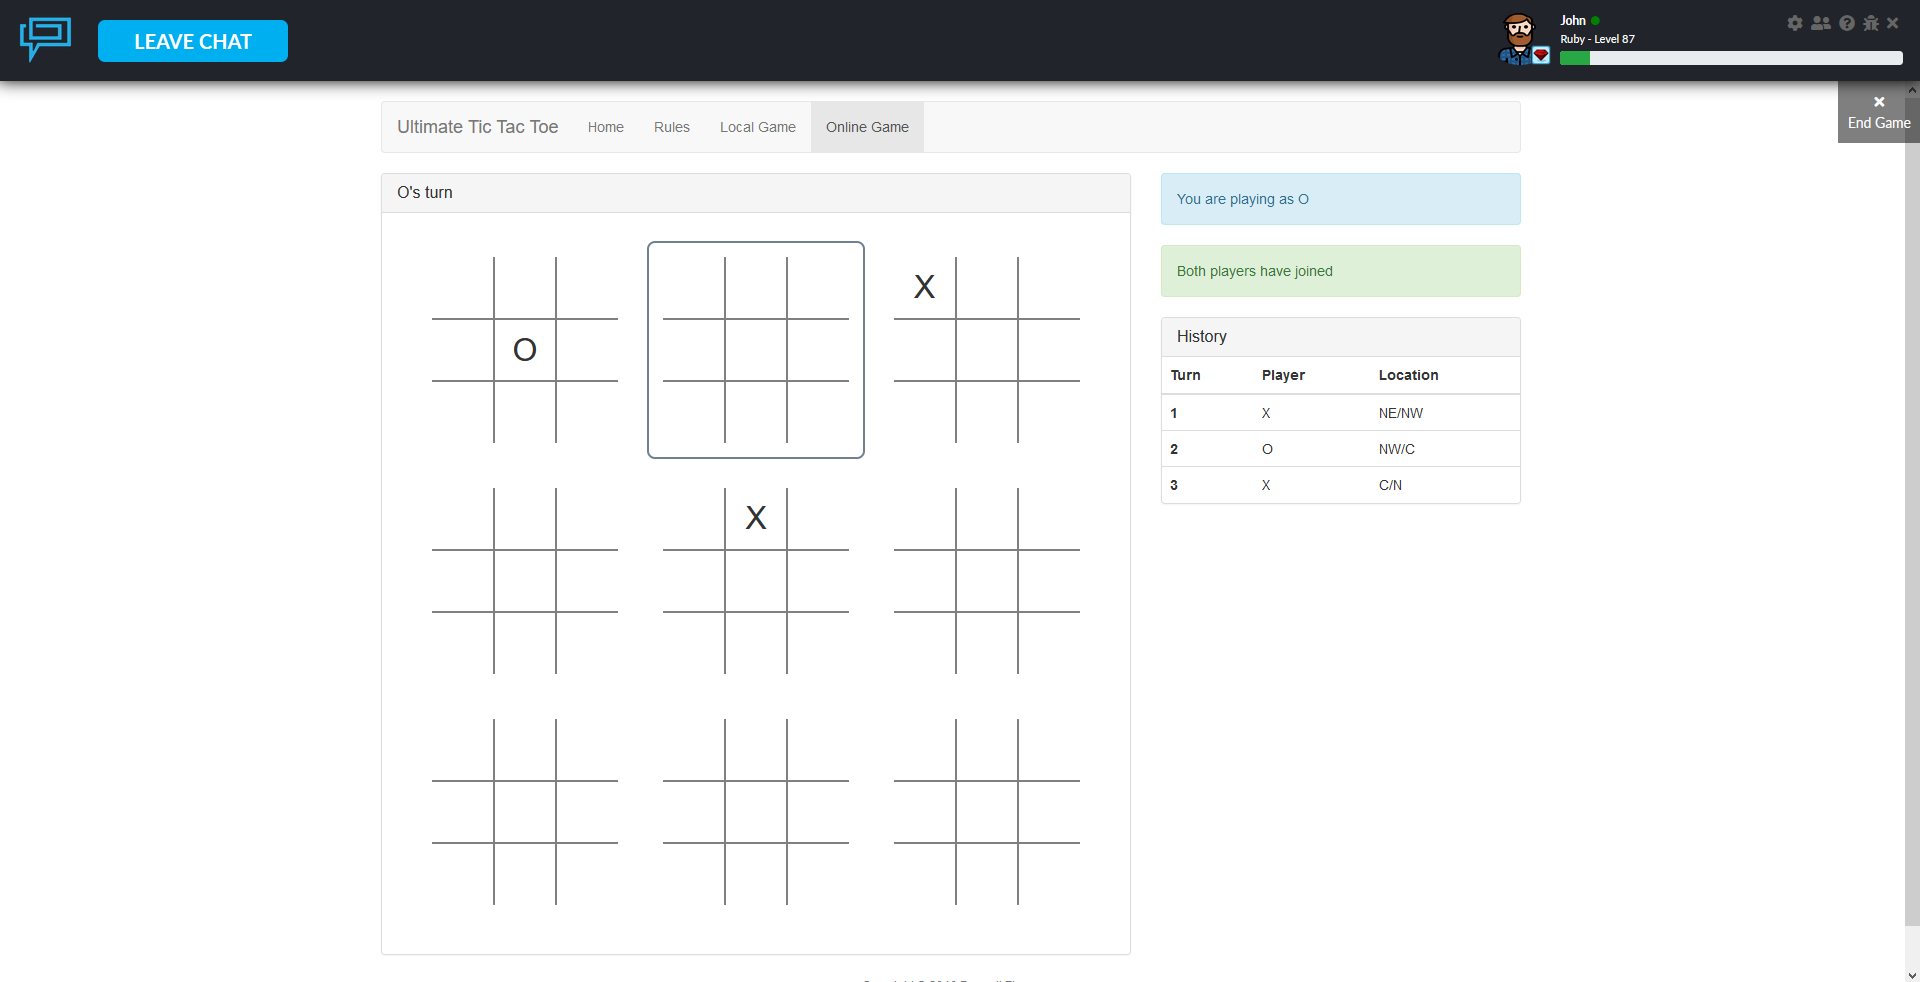 LEAVE CHAT
John
Ruby - Level 87
End Game
Ultimate Tic Tac Toe Home Rules Local Game Online Game
O's turn
You are playing as O
Both players have joined
History
Turn Player Location
1 X NE/NW
2 O NW/C
3 X C/N
X
O
X